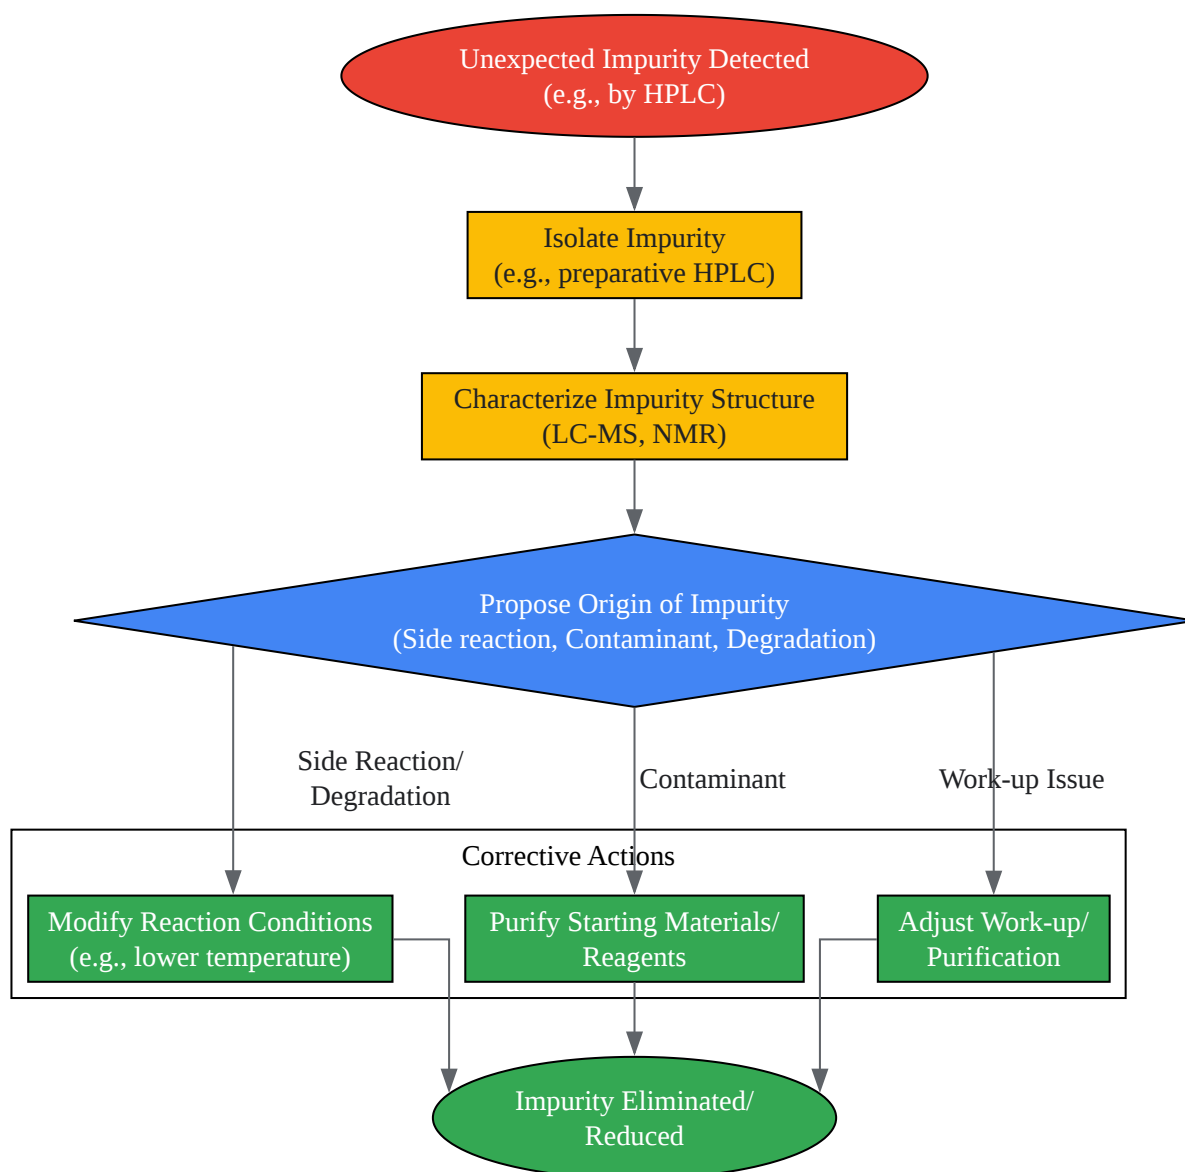 Unexpected Impurity Detected
(e.g., by HPLC)
Isolate Impurity
(e.g., preparative HPLC)
Characterize Impurity Structure
(LC-MS, NMR)
Propose Origin of Impurity
(Side reaction, Contaminant, Degradation)
Side Reaction/
Degradation
Contaminant
Work-up Issue
Corrective Actions
Modify Reaction Conditions
(e.g., lower temperature)
Purify Starting Materials/
Reagents
Adjust Work-up/
Purification
Impurity Eliminated/
Reduced